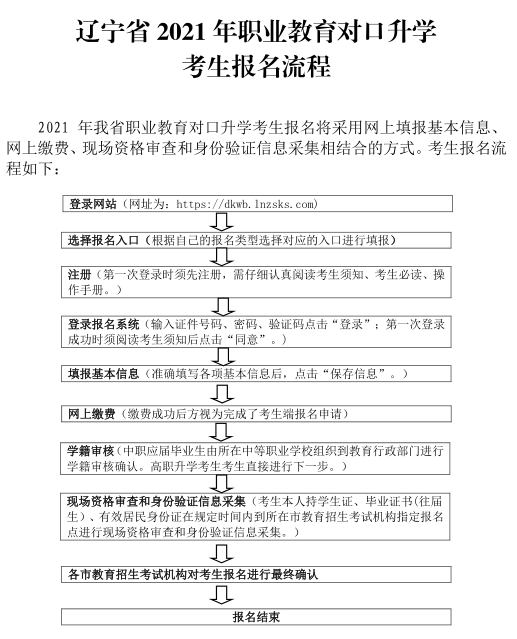 辽宁省 2021 年职业教育对口升学
考生报名流程
2021 年我省职业教育对口升学考生报名将采用网上填报基本信息、
网上缴费、现场资格审查和身份验证信息采集相结合的方式。考生报名流
程如下：
登录网站（网址为：https://dkwb.lnzsks.com)
选择报名入口（根据自己的报名类型选择对应的入口进行填报）
注册（第一次登录时须先注册，需仔细认真阅读考生须知、考生必读、操
作手册。）
登录报名系统（输入证件号码、密码、验证码点击“登录”；第一次登录
成功时须阅读考生须知后点击“同意”。）
填报基本信息（准确填写各项基本信息后，点击“保存信息”。）
网上缴费（缴费成功后方视为完成了考生端报名申请）
学籍审核（中职应届毕业生由所在中等职业学校组织到教育行政部门进行
学籍审核确认。高职升学考生考生直接进行下一步。）
现场资格审查和身份验证信息采集（考生本人持学生证、毕业证书(往届
生)、有效居民身份证在规定时间内到所在市教育招生考试机构指定报名
点进行现场资格审查和身份验证信息采集。）
各市教育招生考试机构对考生报名进行最终确认
报名结束